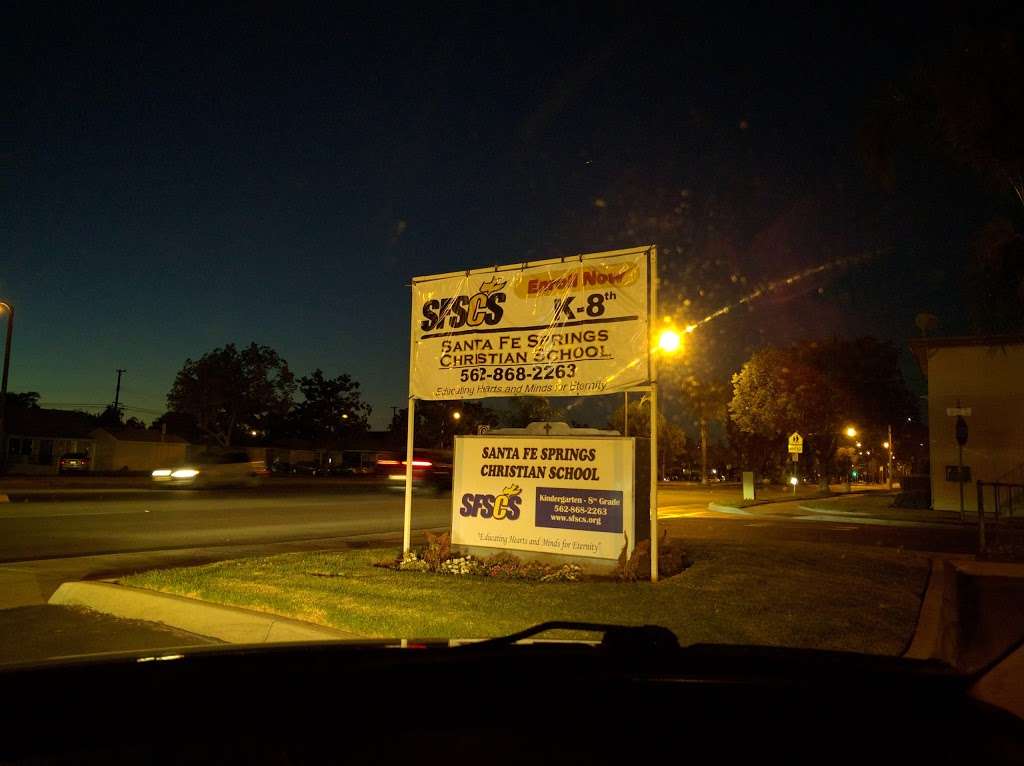 Enroll Now
SFSCS K-8th
SANTA FE SPRINGS
CHRISTIAN SCHOOL
562-868-2263
Educating Hearts and Minds for Eternity
SANTA FE SPRINGS
CHRISTIAN SCHOOL
SFSCS
Kindergarten - 8th Grade
562-868-2263
www.sfscs.org
"Educating Hearts and Minds for Eternity"